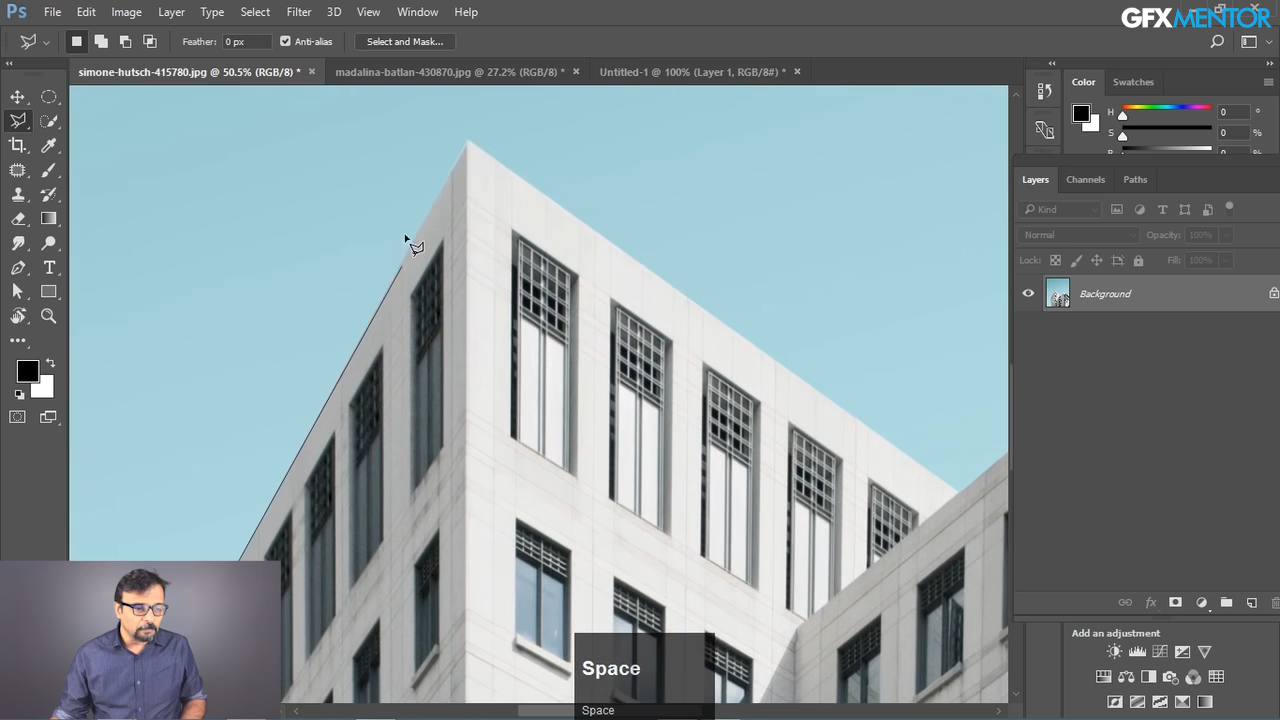 Ps File Edit Image Layer Type Select Filter 3D View Window Help
GFXMENTOR
Feather: 0 px Anti-alias Select and Mask...
simone-hutsch-415780.jpg @ 50.5% (RGB/8) * × madalina-batlan-430870.jpg @ 27.2% (RGB/8) * × Untitled-1 @ 100% (Layer 1, RGB/8#) * ×
Color Swatches
H 0 °
S 0 %
Layers Channels Paths
Kind
Normal Opacity: 100%
Lock: Fill: 100%
Background
Add an adjustment
Space
Space